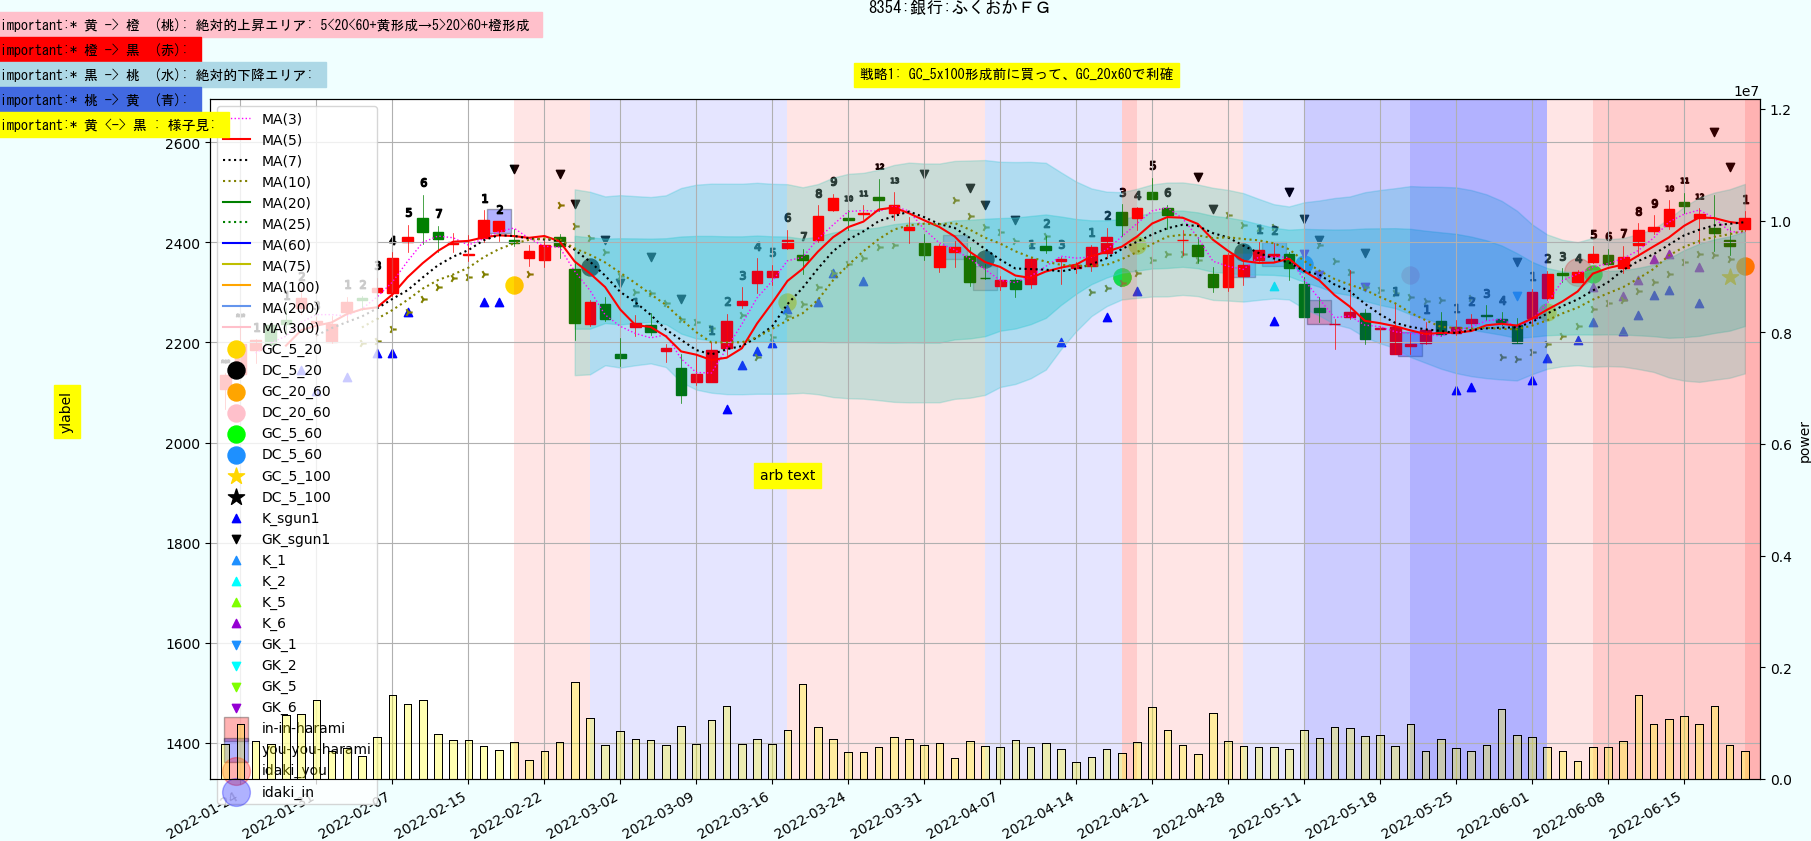 8354:銀行:ふくおかＦＧ
important:* 黄 -> 橙 (桃): 絶対的上昇エリア: 5<20<60+黄形成→5>20>60+橙形成
important:* 橙 -> 黒 (赤):
important:* 黒 -> 桃 (水): 絶対的下降エリア:
important:* 桃 -> 黄 (青):
important:* 黄 <-> 黒 : 様子見:
戦略1: GC_5x100形成前に買って、GC_20x60で利確
1e7
MA(3)
MA(5)
MA(7)
MA(10)
MA(20)
MA(25)
MA(60)
MA(75)
MA(100)
MA(200)
MA(300)
GC_5_20
DC_5_20
GC_20_60
DC_20_60
GC_5_60
DC_5_60
GC_5_100
DC_5_100
K_sgun1
GK_sgun1
K_1
K_2
K_5
K_6
GK_1
GK_2
GK_5
GK_6
in-in-harami
you-you-harami
idaki_you
idaki_in
2600
2400
2200
2000
1800
1600
1400
ylabel
arb text
1.2
1.0
0.8
0.6
0.4
0.2
0.0
power
2022-01-31
2022-02-07
2022-02-15
2022-02-22
2022-03-02
2022-03-09
2022-03-16
2022-03-24
2022-03-31
2022-04-07
2022-04-14
2022-04-21
2022-04-28
2022-05-11
2022-05-18
2022-05-25
2022-06-01
2022-06-08
2022-06-15